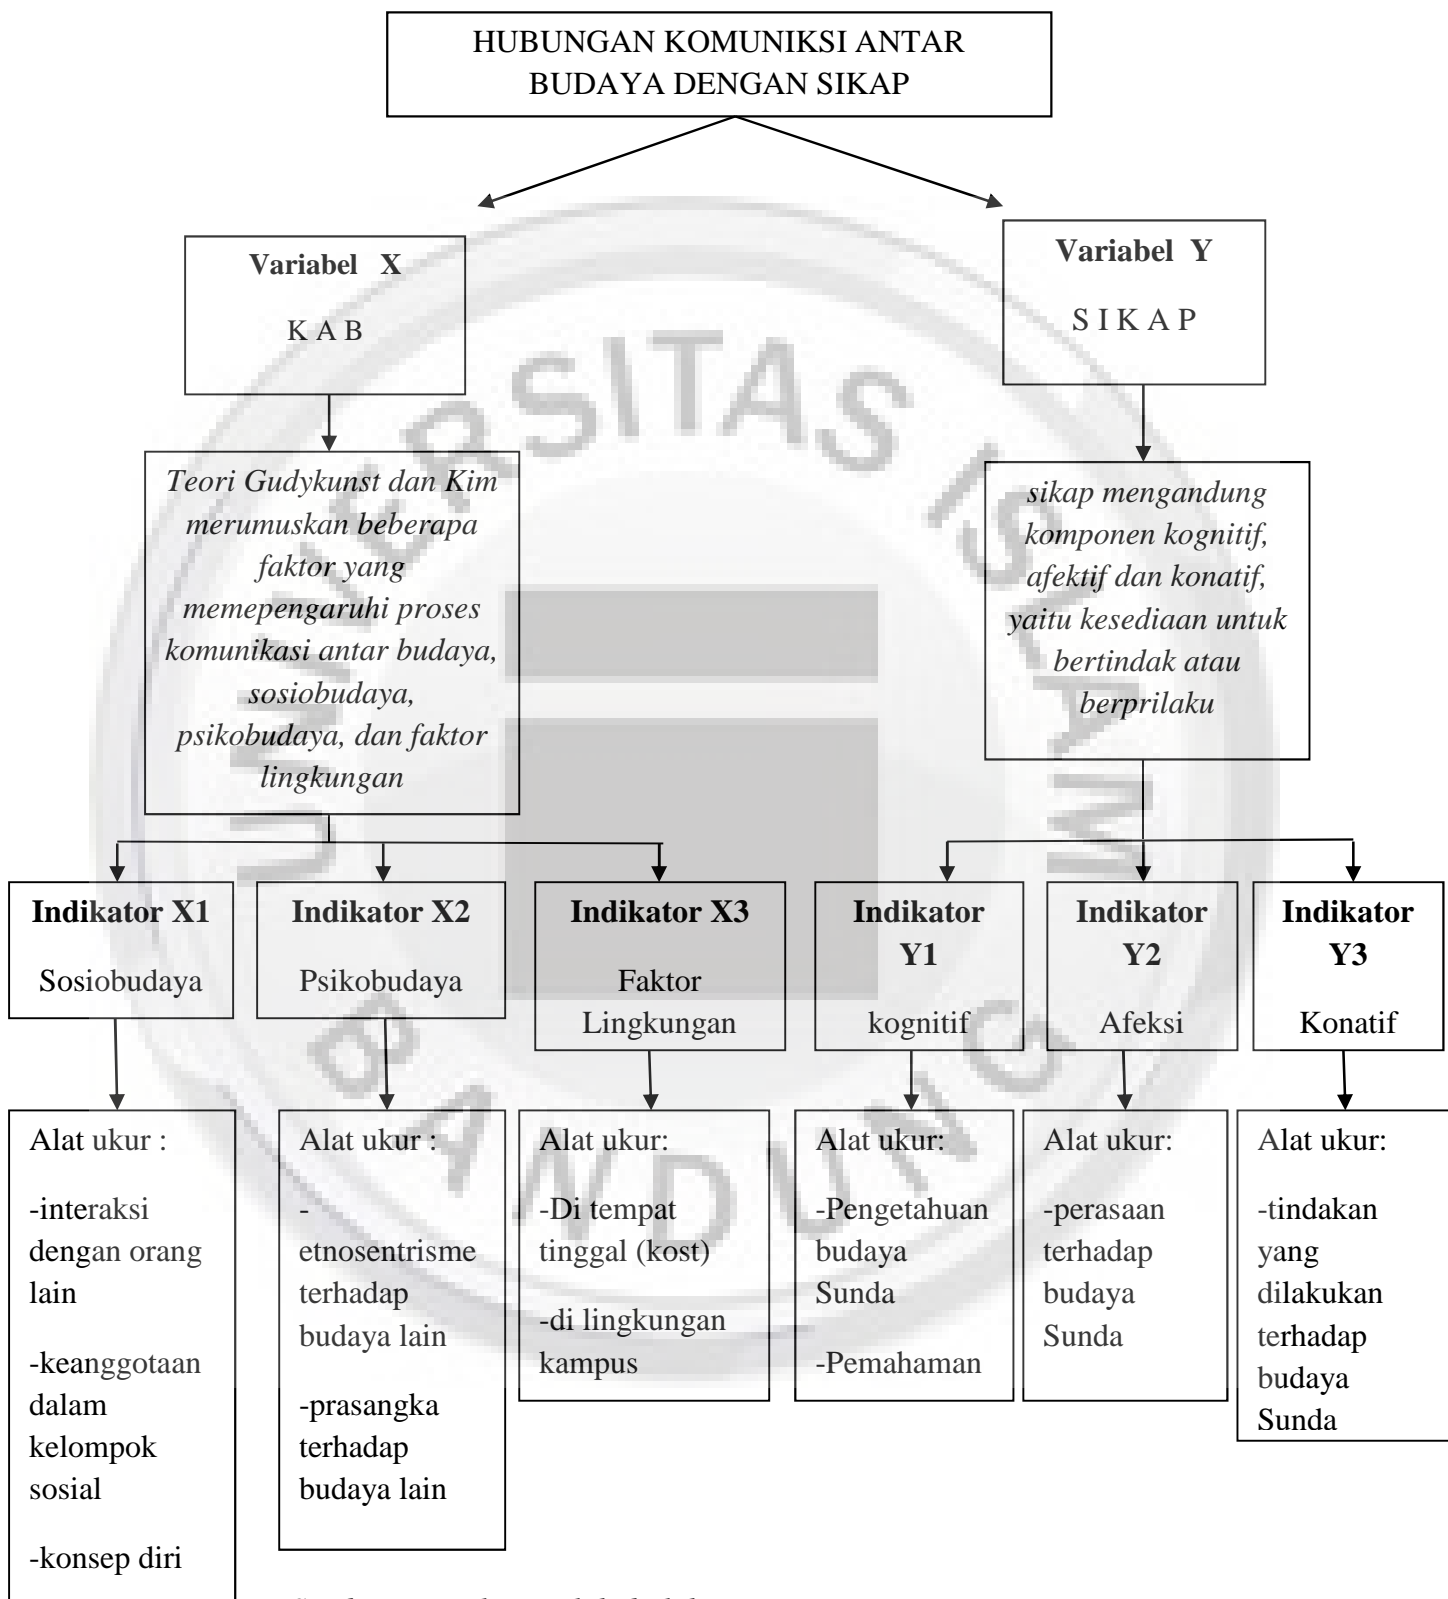 HUBUNGAN KOMUNIKSI ANTAR
BUDAYA DENGAN SIKAP
Variabel X
K A B
Variabel Y
S I K A P
Teori Gudykunst dan Kim
merumuskan beberapa
faktor yang
memepengaruhi proses
komunikasi antar budaya,
sosiobudaya,
psikobudaya, dan faktor
lingkungan
sikap mengandung
komponen kognitif,
afektif dan konatif,
yaitu kesediaan untuk
bertindak atau
berprilaku
Indikator X1
Sosiobudaya
Indikator X2
Psikobudaya
Indikator X3
Faktor
Lingkungan
Indikator
Y1
kognitif
Indikator
Y2
Afeksi
Indikator
Y3
Konatif
Alat ukur :
-interaksi
dengan orang
lain
-keanggotaan
dalam
kelompok
sosial
-konsep diri
Alat ukur :
-
etnosentrisme
terhadap
budaya lain
-prasangka
terhadap
budaya lain
Alat ukur:
-Di tempat
tinggal (kost)
-di lingkungan
kampus
Alat ukur:
-Pengetahuan
budaya
Sunda
-Pemahaman
Alat ukur:
-perasaan
terhadap
budaya
Sunda
Alat ukur:
-tindakan
yang
dilakukan
terhadap
budaya
Sunda
UNIVERSITAS ISLAM
BANDUNG